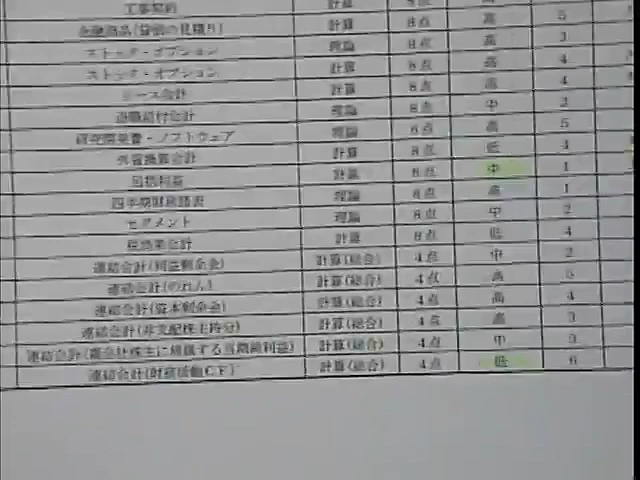 工事契約 計算 8点
金融商品(貸倒の見積り) 計算 8点 高 5
ストック・オプション 理論 8点 高 3
ストック・オプション 計算 8点 高 4
リース会計 計算 8点 高 4
退職給付会計 理論 8点 中 2
研究開発費・ソフトウェア 理論 8点 高 5
外貨換算会計 計算 8点 低 4
包括利益 計算 8点 中 1
四半期財務諸表 理論 8点 高 1
セグメント 理論 8点 中 2
計算 8点 低 4
連結会計(利益剰余金) 計算(総合) 4点 中 2
連結会計(のれん) 計算(総合) 4点 高
連結会計(資本剰余金) 計算(総合) 4点 高 4
連結会計(非支配株主持分) 計算(総合) 4点 高 3
連結会計(親会社株主に帰属する当期純利益) 計算(総合) 4点 中 3
連結会計(財務活動CF) 計算(総合) 4点 低 6